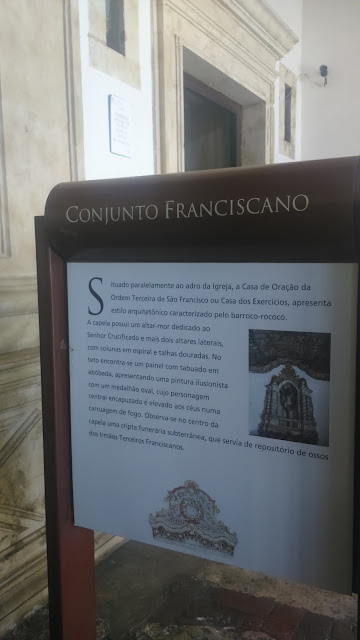 CONJUNTO FRANCISCANO
Situado paralelamente ao adro da Igreja, a Casa de Oração da
Ordem Terceira de São Francisco ou Casa dos Exercícios, apresenta
estilo arquitetônico caracterizado pelo barroco-rococo.
A capela possui um altar-mor dedicado ao
Senhor Crucificado e mais dois altares laterais,
com colunas em espiral e talhas douradas. No
teto encontra-se um painel com tabuado em
abóbada, apresentando uma pintura ilusionista
com um medalhão oval, cujo personagem
central encapuzado é elevado aos céus numa
carruagem de fogo. Observa-se no centro da
capela uma cripta funerária subterrânea, que servia de repositório de ossos
dos Irmãos Terceiros Franciscanos.